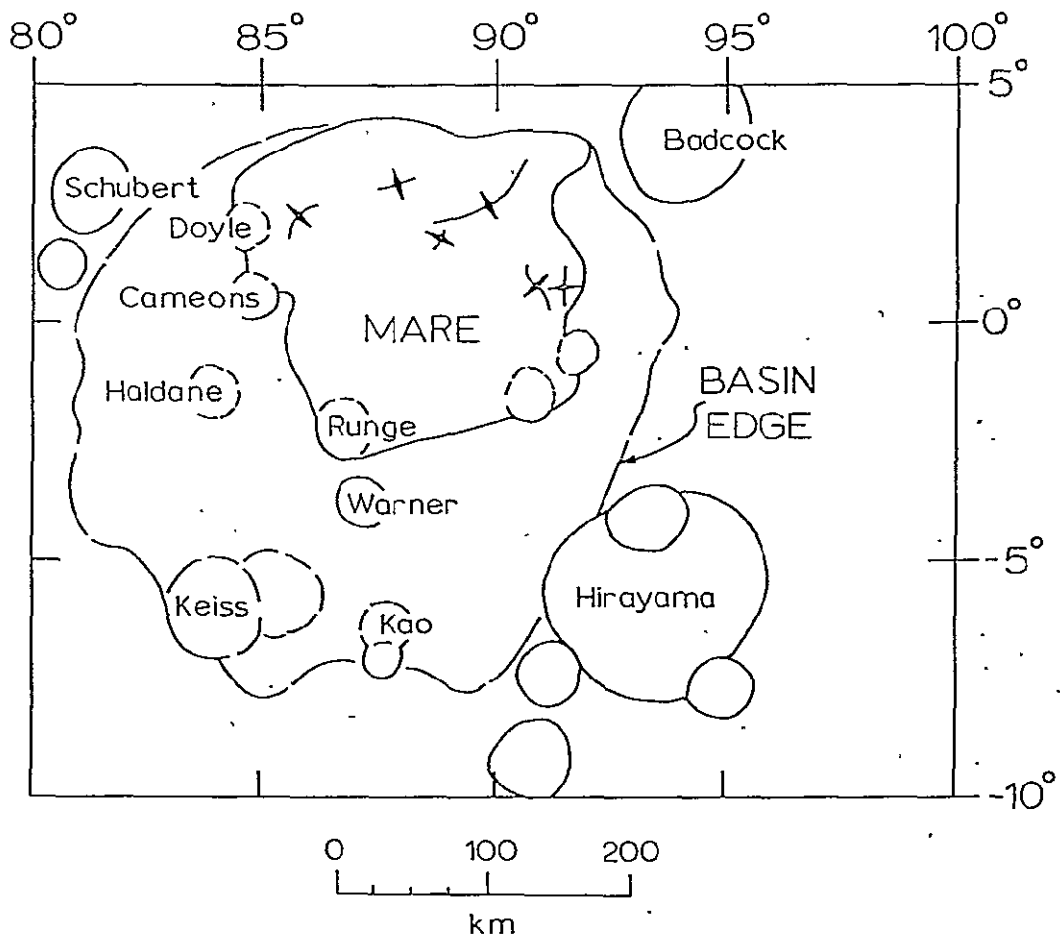 80°
85°
90°
95°
100°
5°
Badcock
Schubert
Doyle
Cameons
MARE
0°
Haldane
BASIN
EDGE
Runge
Warner
-5°
Hirayama
Keiss
Kao
-10°
0
100
200
km